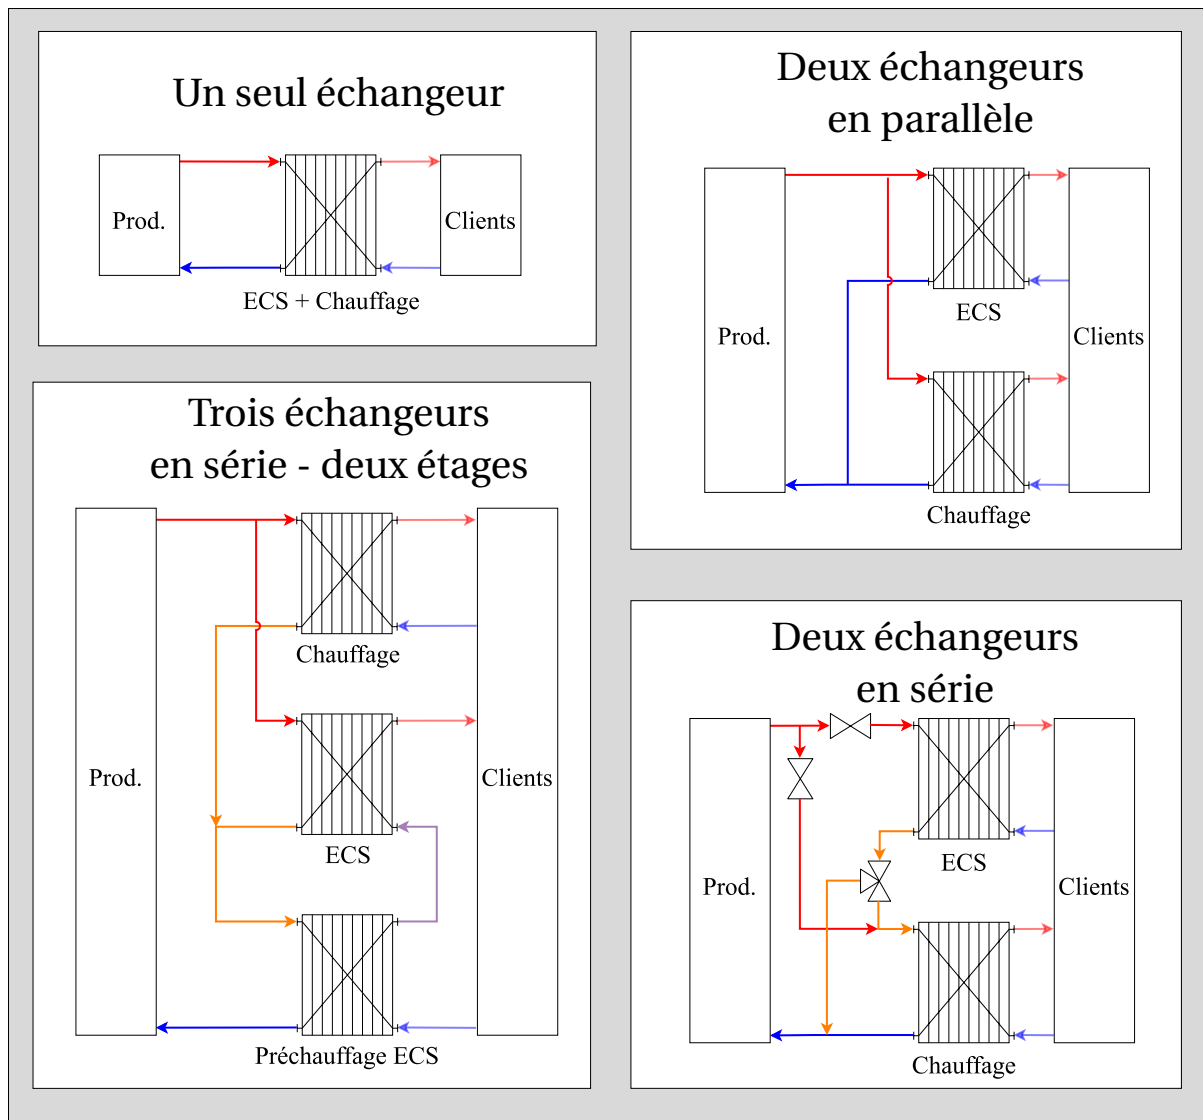 Un seul échangeur
Prod.
Clients
ECS + Chauffage
Deux échangeurs
en parallèle
ECS
Prod.
Clients
Chauffage
Trois échangeurs
en série - deux étages
Chauffage
Prod.
Clients
ECS
Préchauffage ECS
Deux échangeurs
en série
ECS
Prod.
Clients
Chauffage